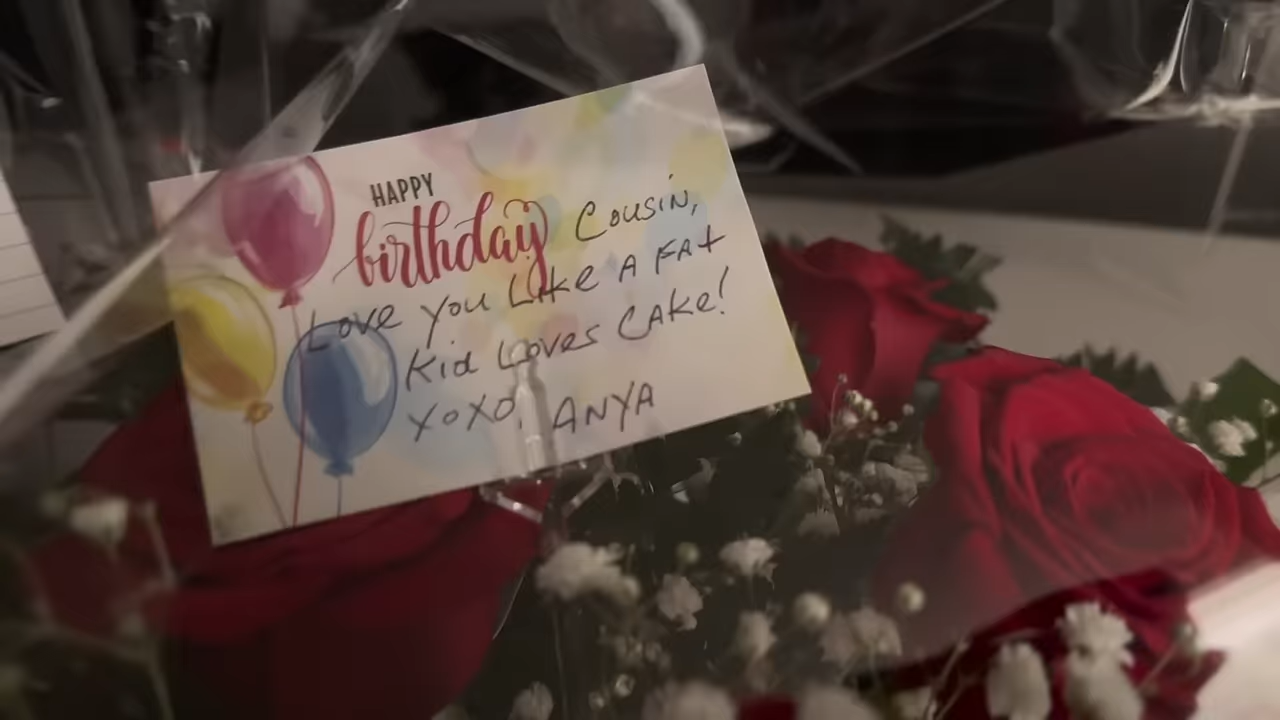 HAPPY
birthday Cousin,
Love you Like A FAt
Kid Loves CAke!
XOXO, ANYA